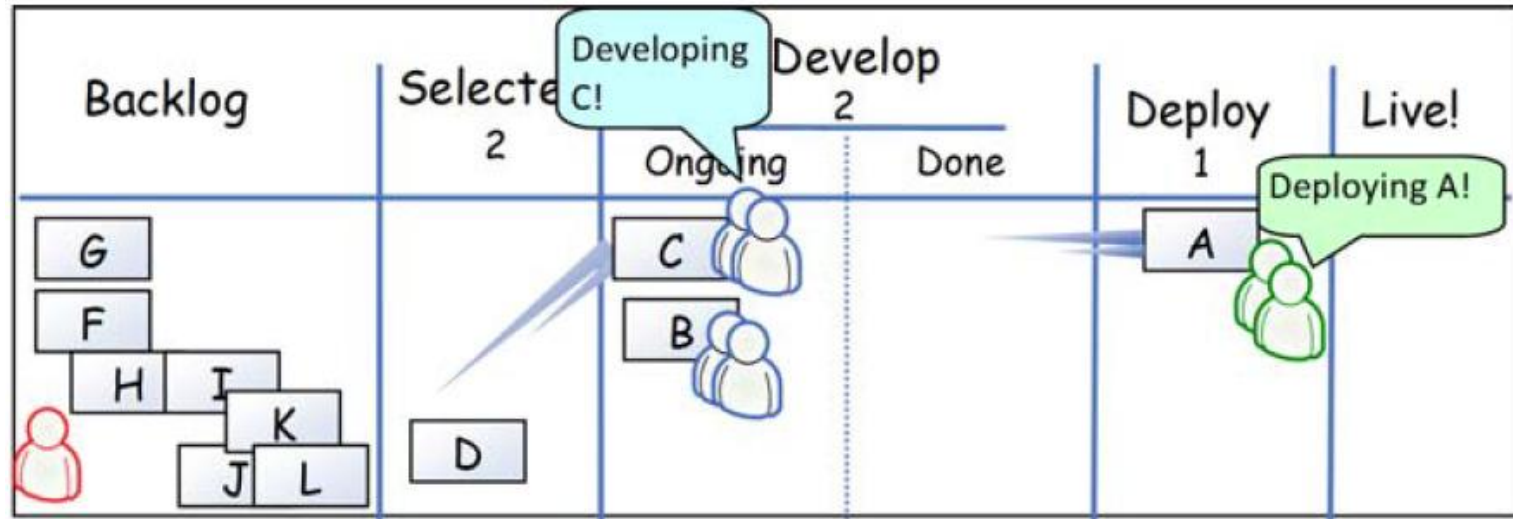 Backlog
Selecte
2
Developing
C!
Develop
2
Ongoing
Done
Deploy
1
Live!
Deploying A!
G
F
H
I
K
J
L
D
C
B
A